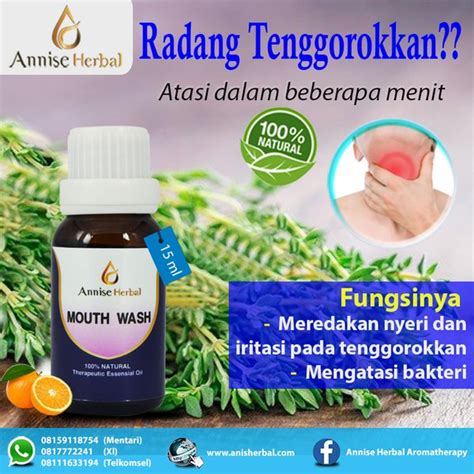 Annise Herbal
Radang Tenggorokkan??
Atasi dalam beberapa menit
100%
NATURAL
15 ml
Annise Herbal
MOUTH WASH
100% NATURAL
Therapeutic Essensial Oil
Fungsinya
- Meredakan nyeri dan
iritasi pada tenggorokkan
- Mengatasi bakteri
08159118754 (Mentari)
0817772241 (Xl)
08111633194 (Telkomsel)
www.anisherbal.com
Annise Herbal Aromatherapy